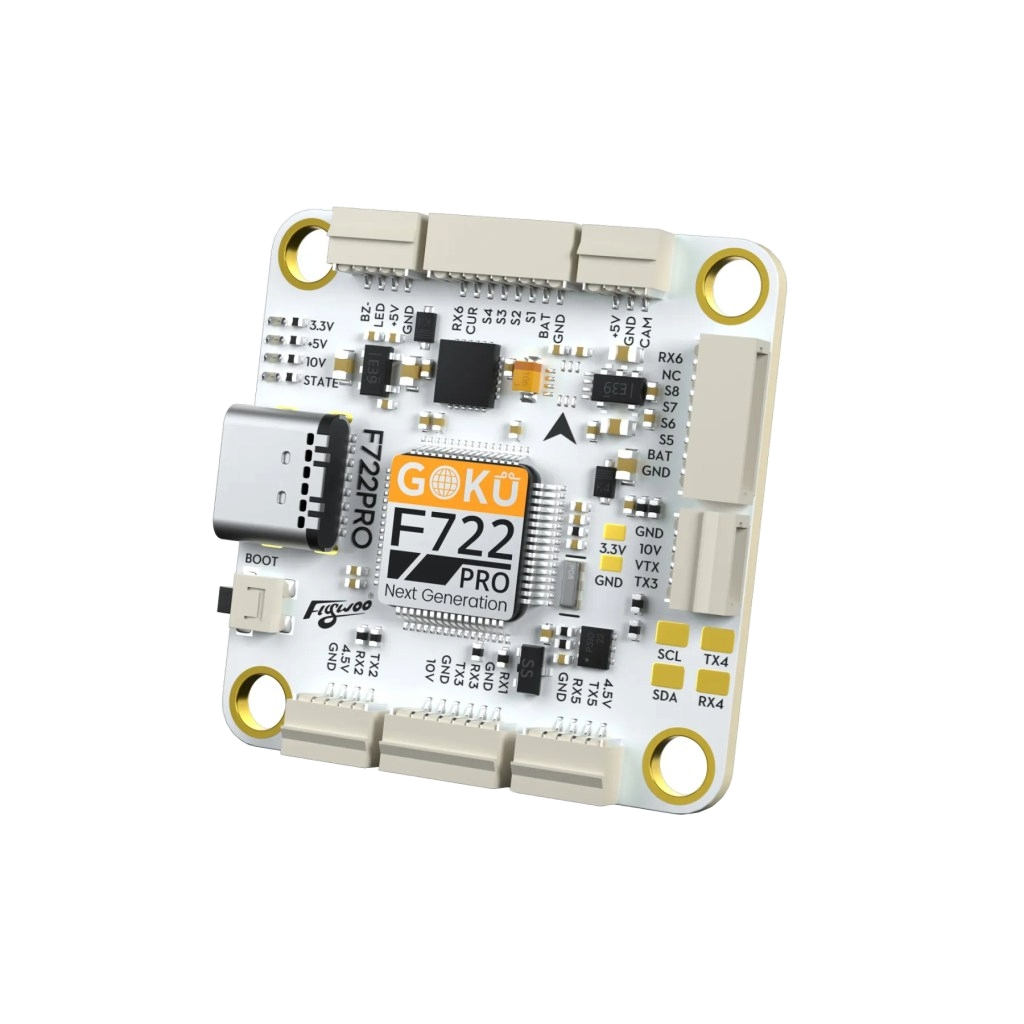 BZ-
LED
+5V
GND
RX6
CUR
S4
S3
S2
S1
BAT
GND
+5V
GND
CAM
3.3V
+5V
10V
STATE
E39
E39
RX6
NC
S8
S7
S6
S5
BAT
GND
F722PRO
GOKU
F722
PRO
Next Generation
GND
10V
VTX
TX3
3.3V
GND
BOOT
Flywoo
SCL
TX4
SDA
RX4
GND
4.5V
RX2
TX2
10V
GND
TX3
RX3
GND
RX1
SS
GND
RX5
TX5
4.5V